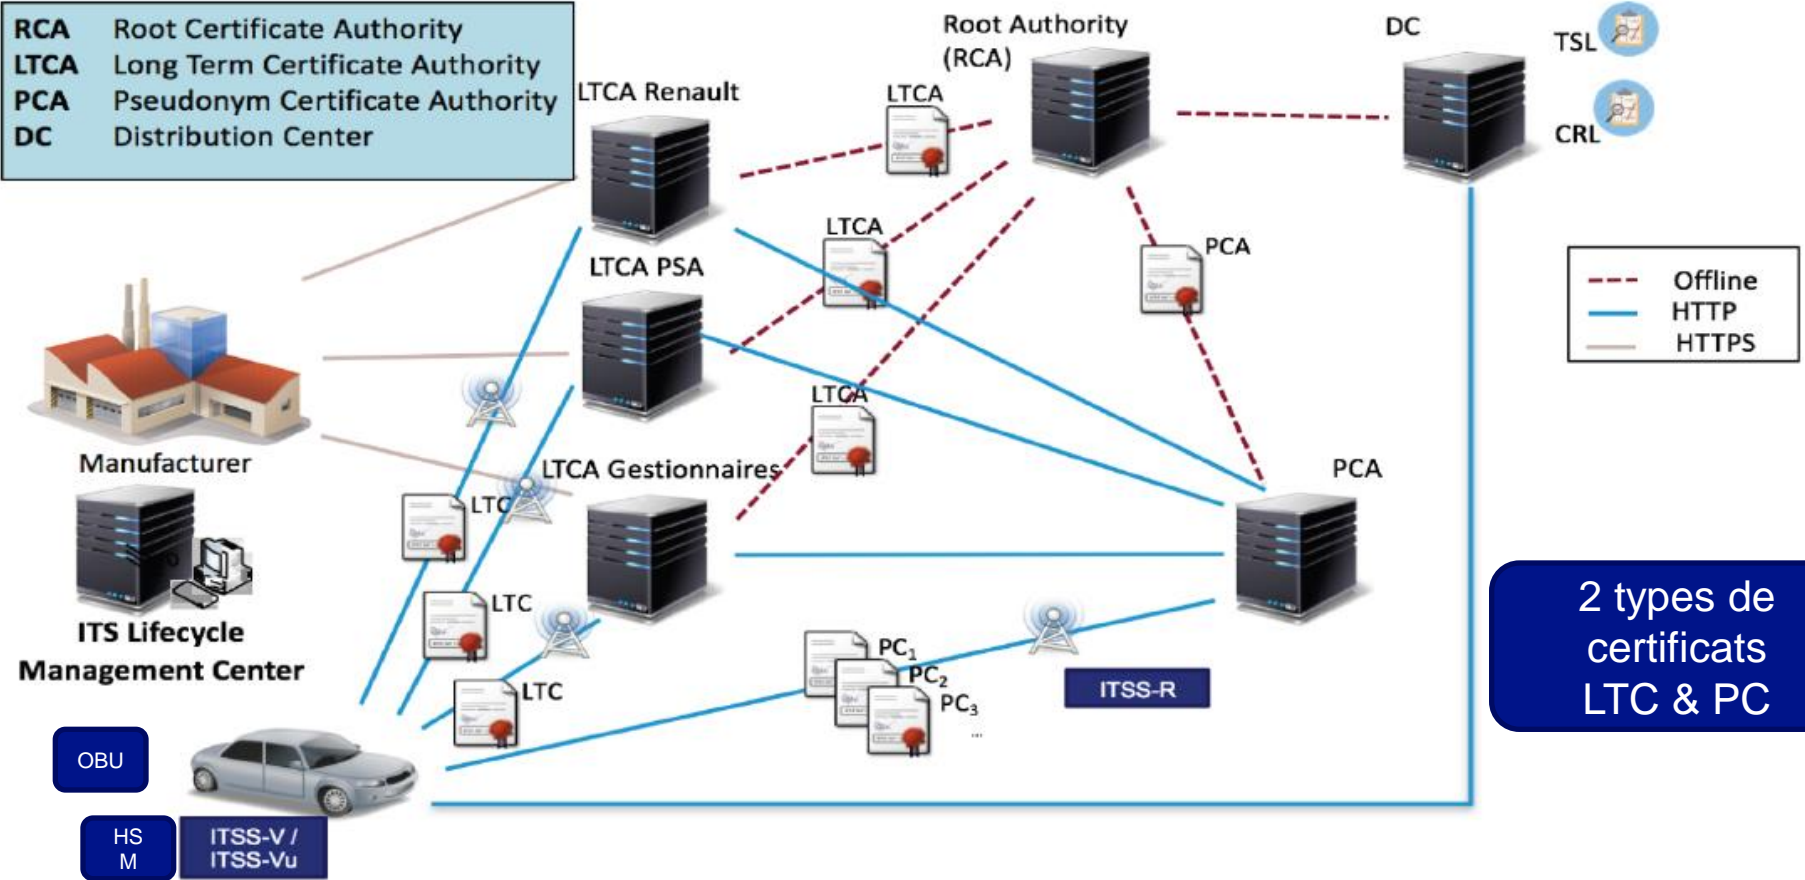 RCA Root Certificate Authority
LTCA Long Term Certificate Authority
PCA Pseudonym Certificate Authority
DC Distribution Center
Root Authority
(RCA)
DC
TSL
CRL
LTCA Renault
LTCA
LTCA
PCA
LTCA PSA
Offline
HTTP
HTTPS
LTCA
Manufacturer
LTCA Gestionnaires
PCA
LTC
LTC
LTC
ITS Lifecycle
Management Center
PC1
PC2
PC3
...
ITSS-R
2 types de
certificats
LTC & PC
OBU
HS
M
ITSS-V /
ITSS-Vu